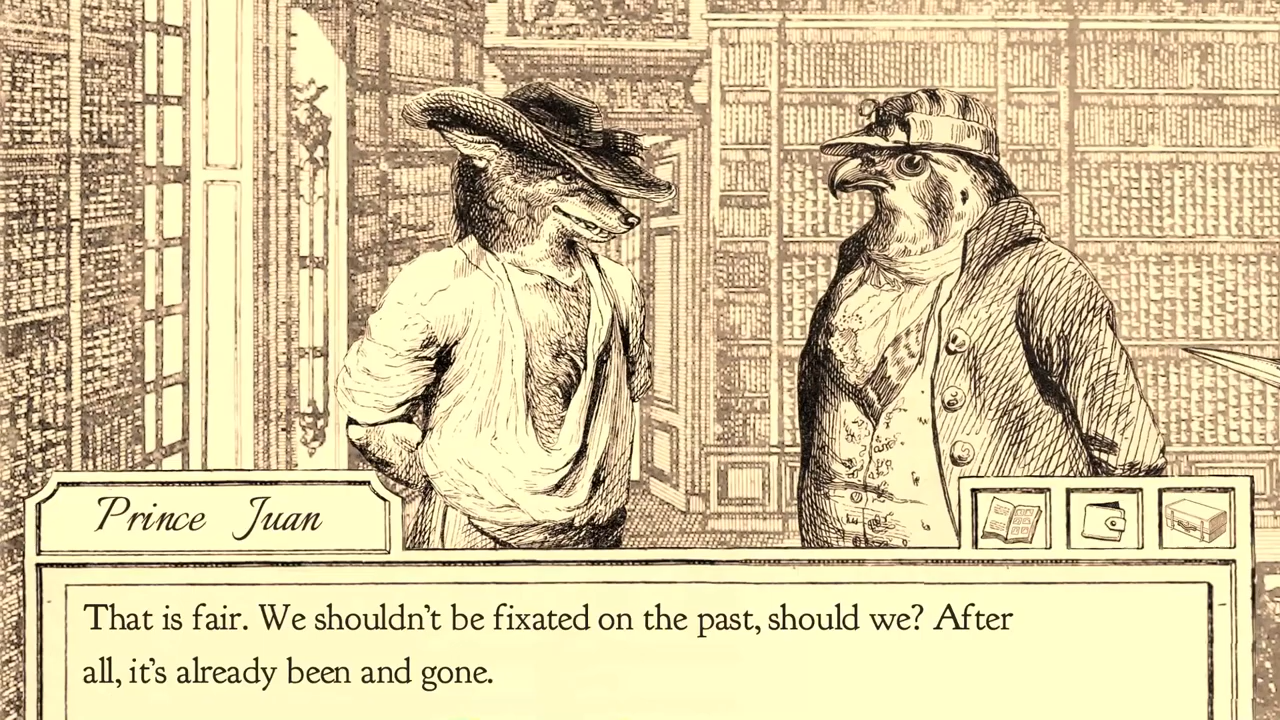 Prince Juan
That is fair. We shouldn't be fixated on the past, should we? After
all, it's already been and gone.